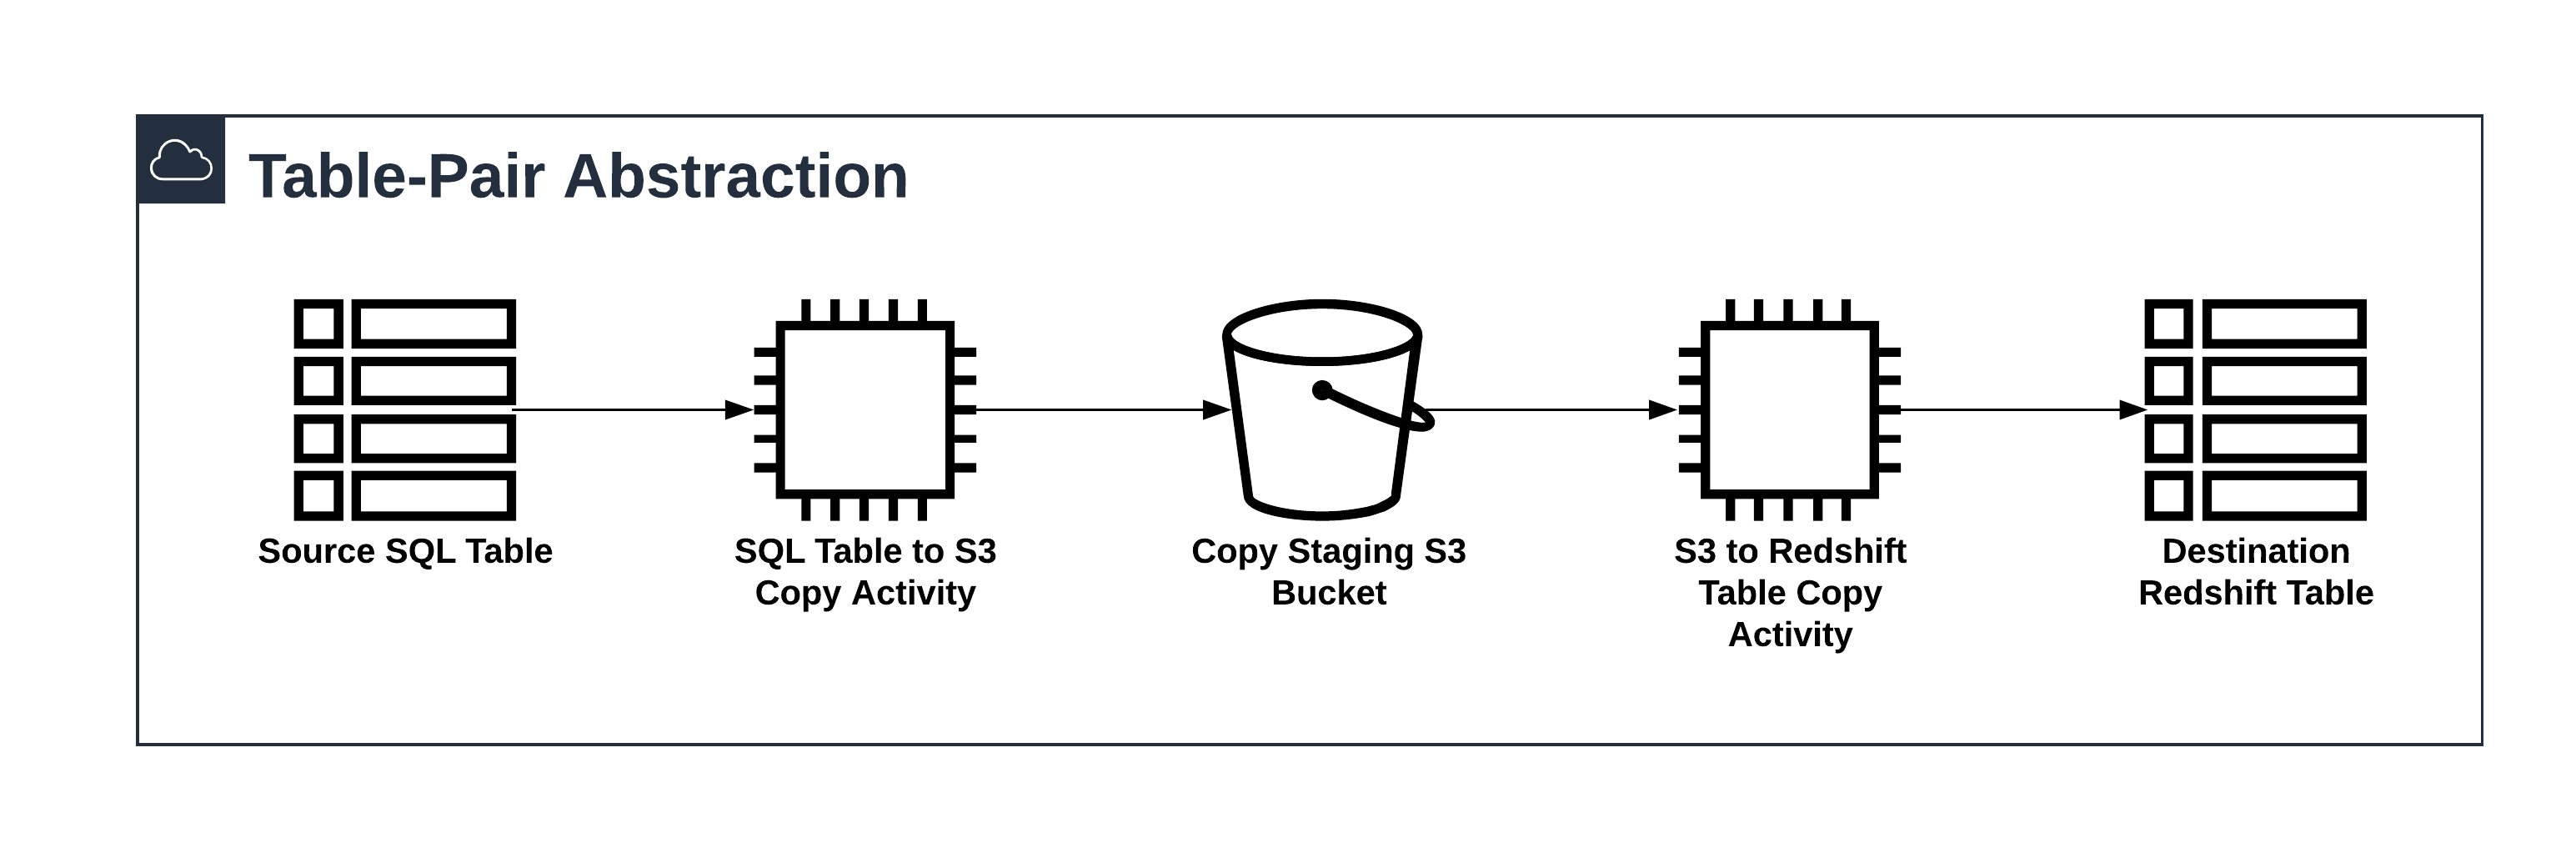 Table-Pair Abstraction
Source SQL Table
SQL Table to S3
Copy Activity
Copy Staging S3
Bucket
S3 to Redshift
Table Copy
Activity
Destination
Redshift Table